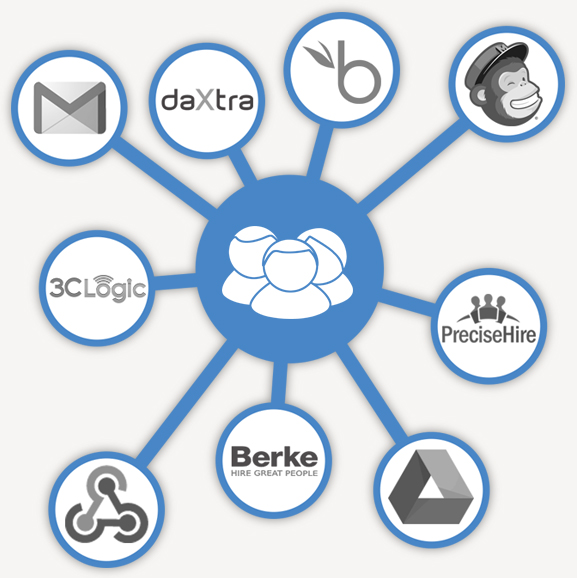 daXtra
b
3CLogic
PreciseHire
Berke
HIRE GREAT PEOPLE